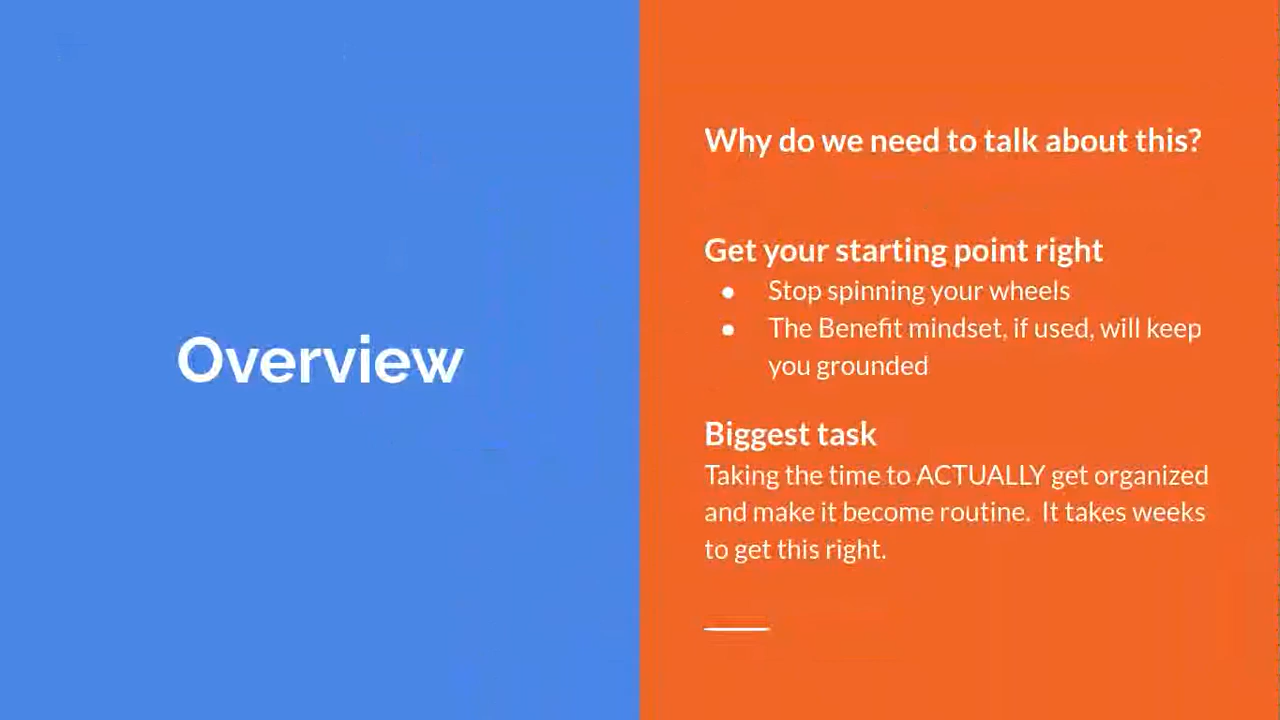 Overview
Why do we need to talk about this?
Get your starting point right
● Stop spinning your wheels
● The Benefit mindset, if used, will keep
you grounded
Biggest task
Taking the time to ACTUALLY get organized
and make it become routine.  It takes weeks
to get this right.